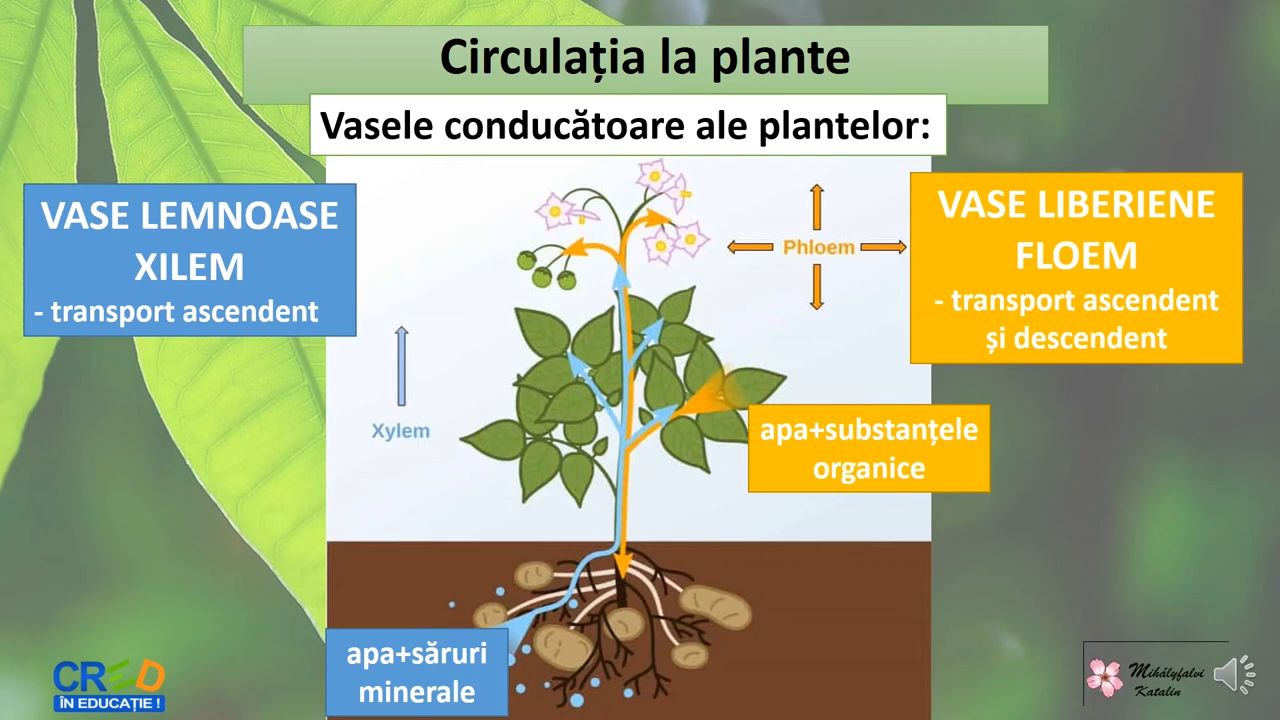 Circulația la plante
Vasele conducătoare ale plantelor:
VASE LEMNOASE
XILEM
- transport ascendent
Phloem
VASE LIBERIENE
FLOEM
- transport ascendent
și descendent
Xylem
apa+substanțele
organice
apa+săruri
minerale
CRED
ÎN EDUCAȚIE !
Mihályfalvi
Katalin